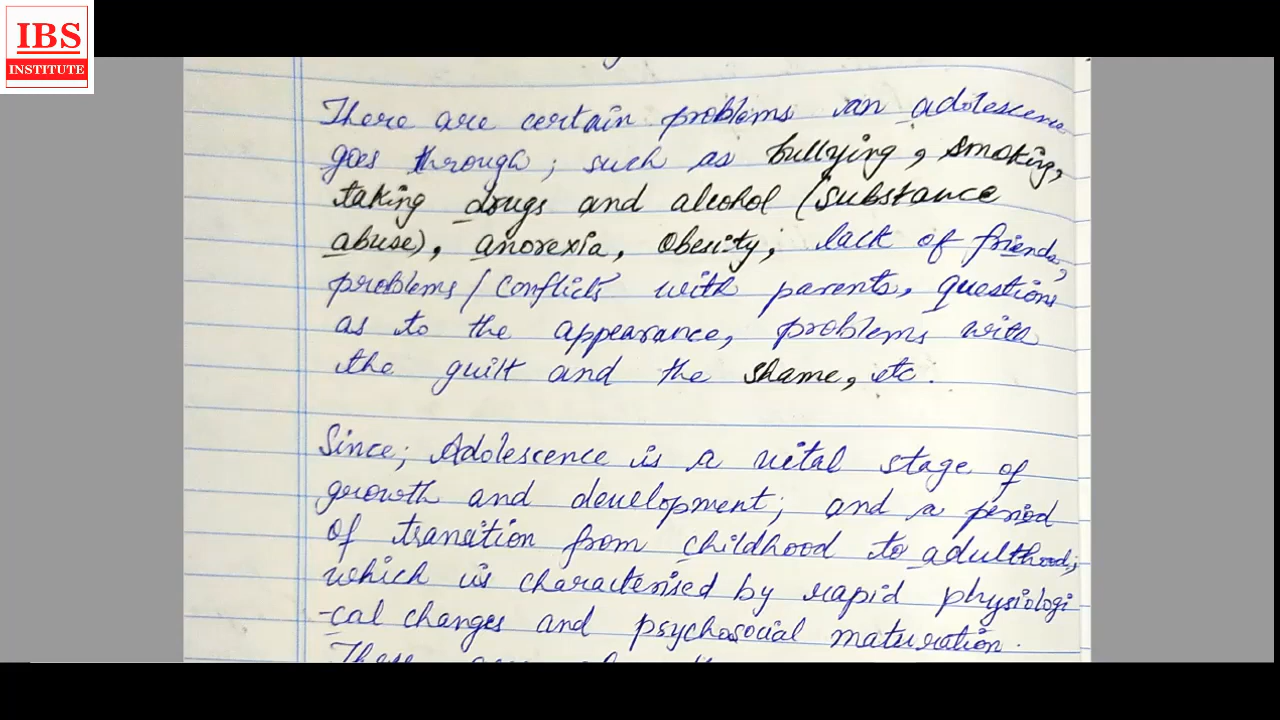 IBS
INSTITUTE
There are certain problems an adolescence
goes through; such as bullying, smoking,
taking drugs and alcohol (substance
abuse), anorexia, Obesity; lack of friends,
problems/conflicts with parents, questions
as to the appearance, problems with
the guilt and the shame, etc.
Since; Adolescence is a vital stage of
growth and development; and a period
of transition from childhood to adulthood;
which is characterised by rapid physiologi
-cal changes and psychosocial maturation.